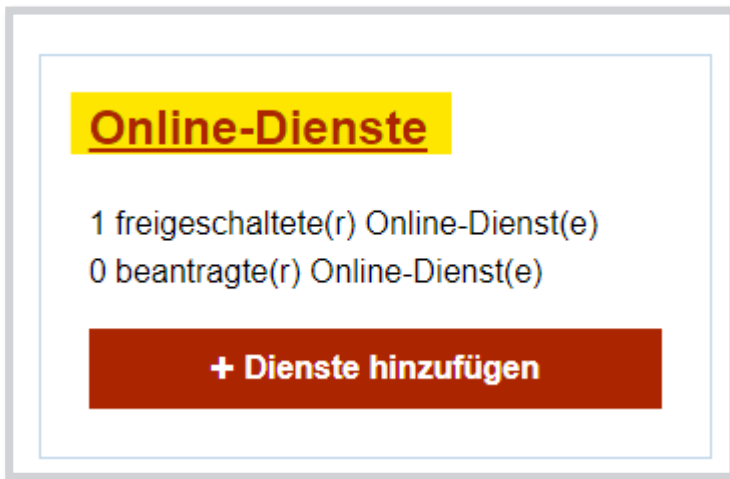 Online-Dienste
1 freigeschaltete(r) Online-Dienst(e)
0 beantragte(r) Online-Dienst(e)
+ Dienste hinzufügen